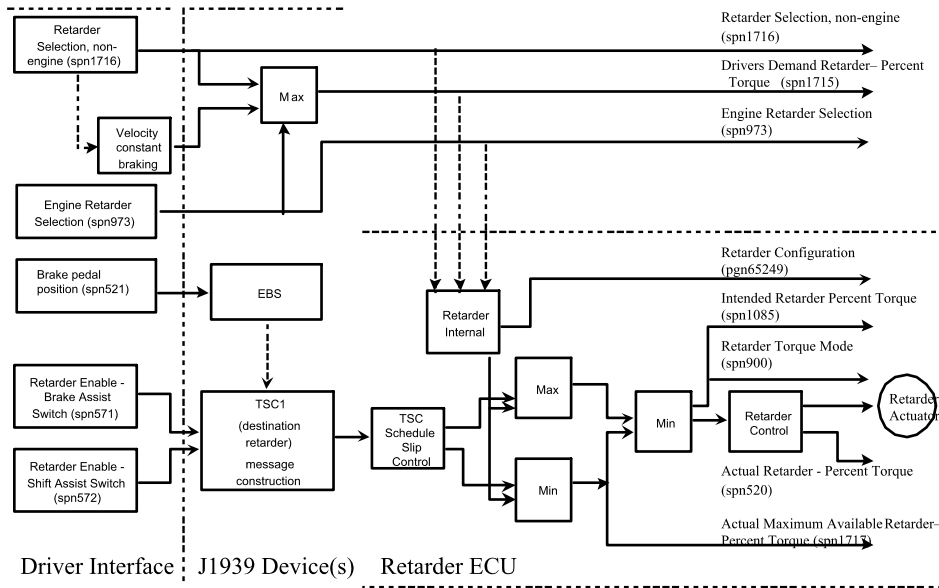 Retarder
Selection, non-
engine (spn1716)
Velocity
constant
braking
Engine Retarder
Selection (spn973)
Brake pedal
position (spn521)
Retarder Enable -
Brake Assist
Switch (spn571)
Retarder Enable -
Shift Assist Switch
(spn572)
Driver Interface
Max
EBS
TSC1
(destination
retarder)
message
construction
J1939 Device(s)
Retarder Selection, non-engine
(spn1716)
Drivers Demand Retarder– Percent
Torque (spn1715)
Engine Retarder Selection
(spn973)
Retarder
Internal
TSC
Schedule
Slip
Control
Max
Min
Min
Retarder
Control
Retarder Configuration
(pgn65249)
Intended Retarder Percent Torque
(spn1085)
Retarder Torque Mode
(spn900)
Retarder
Actuator
Actual Retarder - Percent Torque
(spn520)
Actual Maximum Available Retarder–
Percent Torque (spn1717)
Retarder ECU